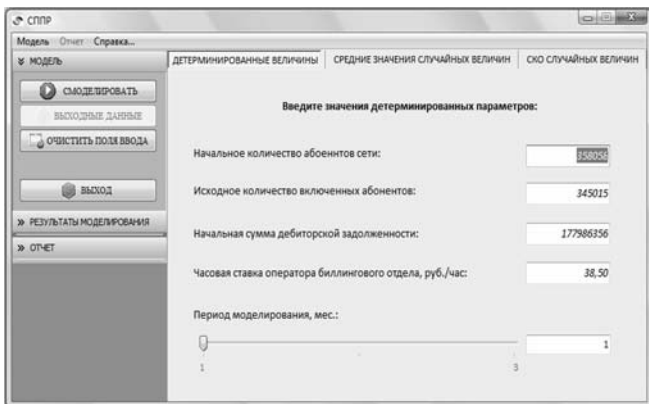 СППР
Модель Отчет Справка...
МОДЕЛЬ
СМОДЕЛИРОВАТЬ
ВЫХОДНЫЕ ДАННЫЕ
ОЧИСТИТЬ ПОЛЯ ВВОДА
ВЫХОД
РЕЗУЛЬТАТЫ МОДЕЛИРОВАНИЯ
ОТЧЕТ
ДЕТЕРМИНИРОВАННЫЕ ВЕЛИЧИНЫ
СРЕДНИЕ ЗНАЧЕНИЯ СЛУЧАЙНЫХ ВЕЛИЧИН
СКО СЛУЧАЙНЫХ ВЕЛИЧИН
Введите значения детерминированных параметров:
Начальное количество абоеннтов сети: 358056
Исходное количество включенных абонентов: 345015
Начальная сумма дебиторской задолженности: 177986356
Часовая ставка оператора биллингового отдела, руб./час: 38,50
Период моделирования, мес.:
1
1 3